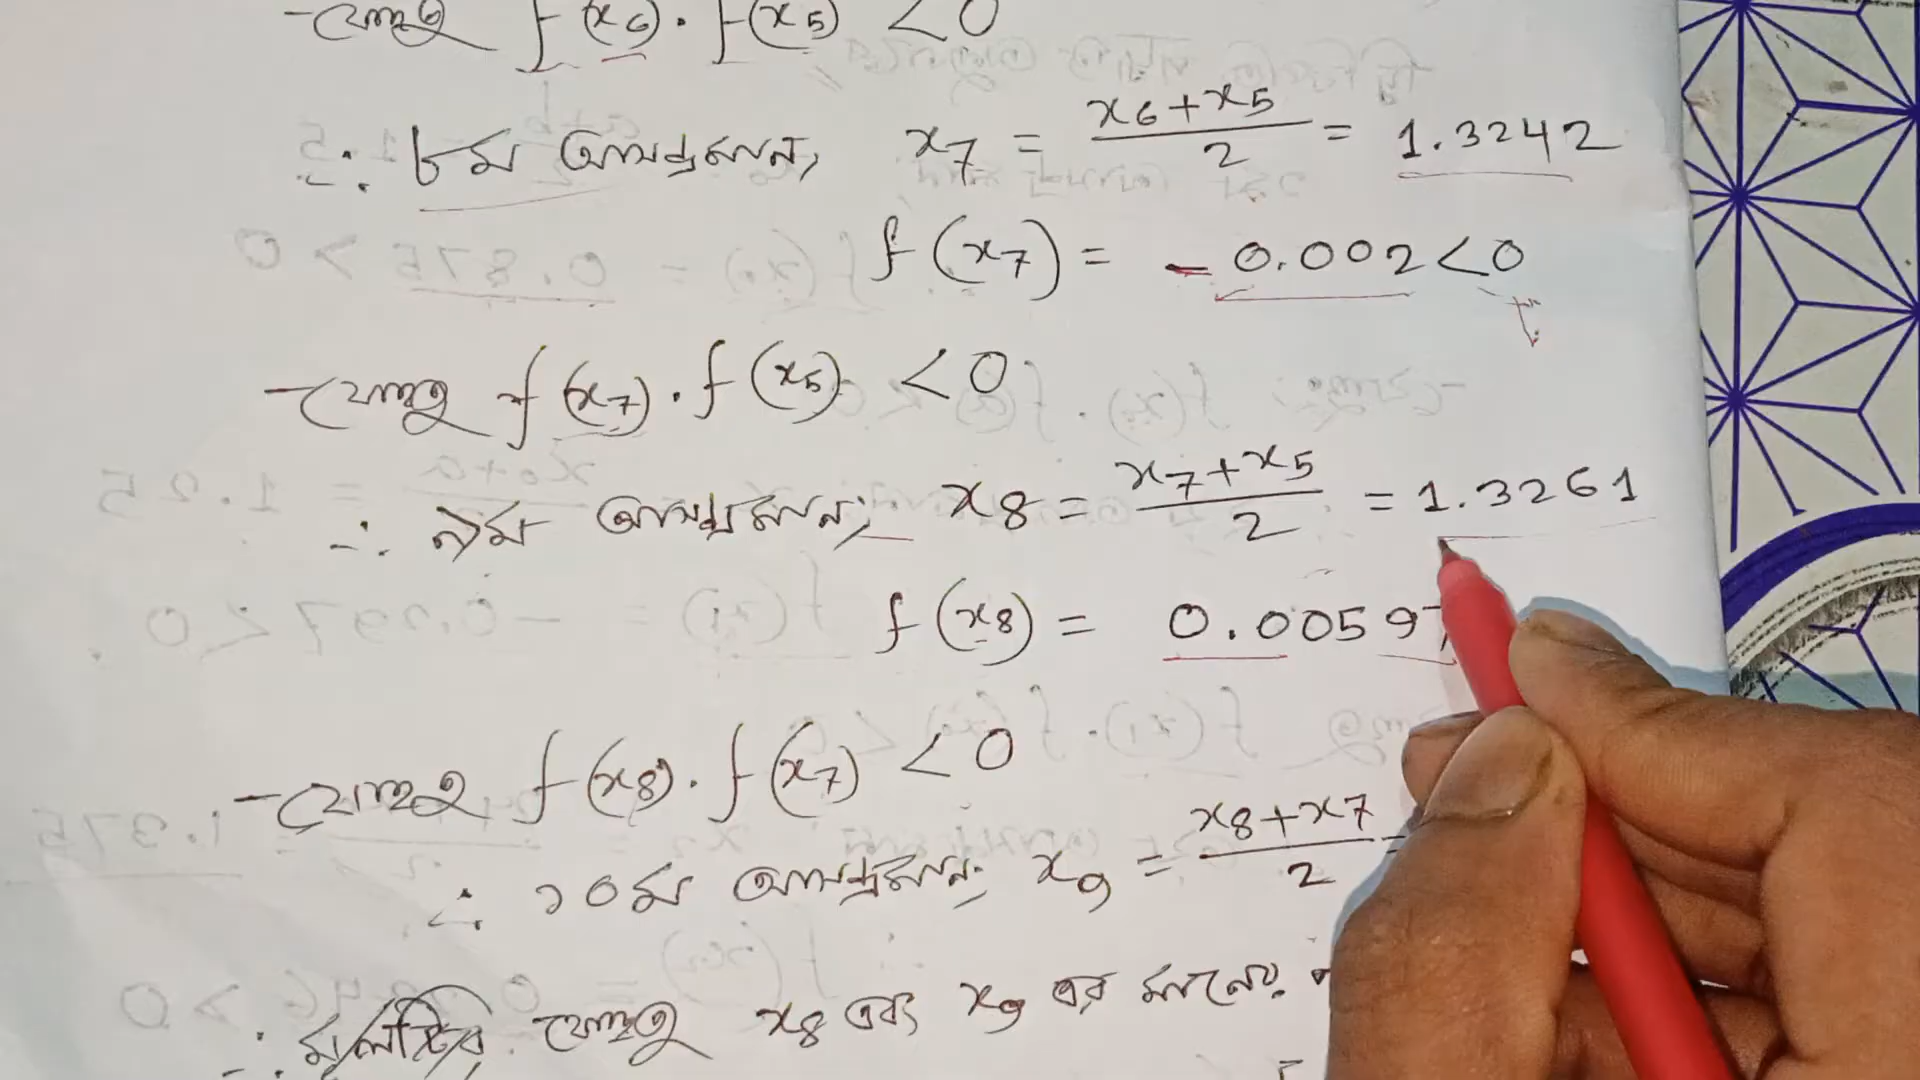 যেহেতু f(x6) . f(x5) < 0
∴ ৮ম আসন্নমান, x7 = (x6+x5)/2 = 1.3242
f(x7) = - 0.002 < 0
যেহেতু f(x7) . f(x5) < 0
∴ ৯ম আসন্নমান, x8 = (x7+x5)/2 = 1.3261
f(x8) = 0.00597
যেহেতু f(x8) . f(x7) < 0
∴ ১০ম আসন্নমান, x9 = (x8+x7)/2 =
∴ মূলটির যেহেতু x8 এবং x9 এর মানের